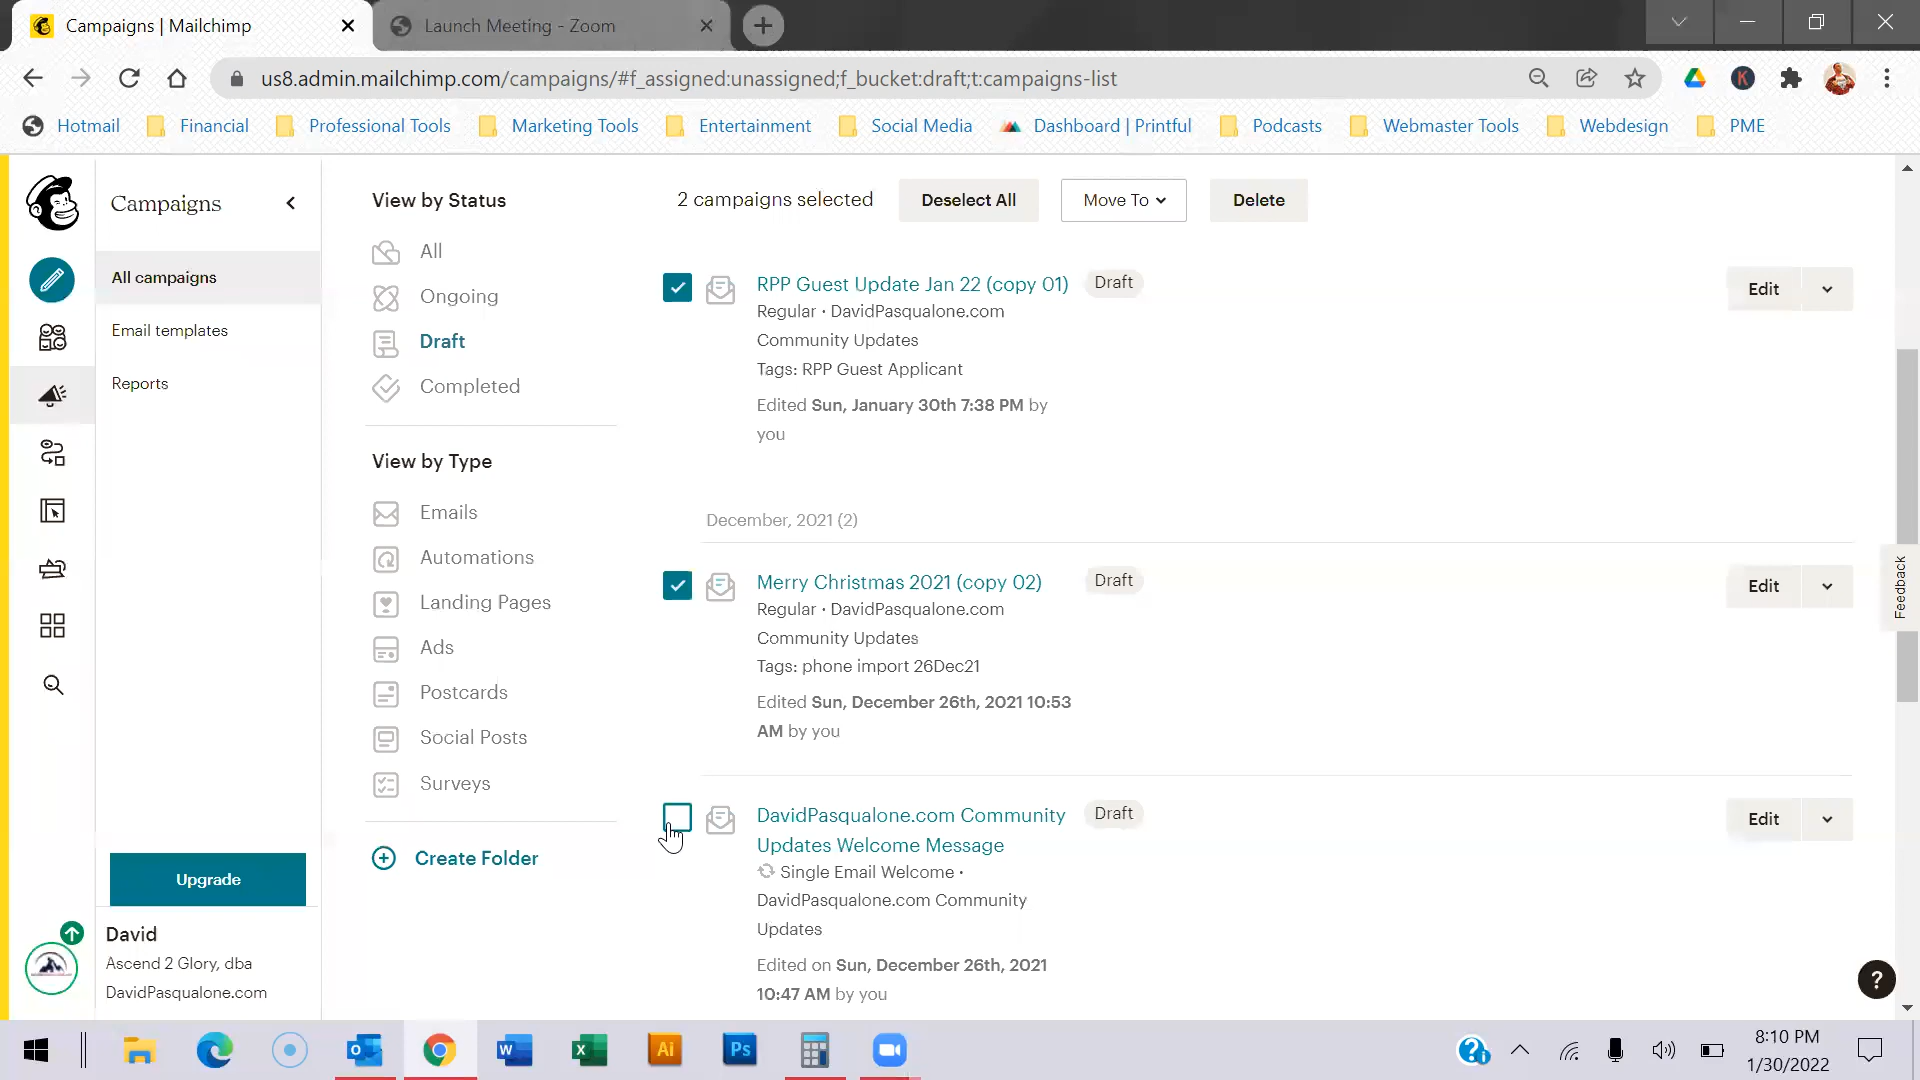 Campaigns | Mailchimp
Launch Meeting - Zoom
us8.admin.mailchimp.com/campaigns/#f_assigned:unassigned;f_bucket:draft;t:campaigns-list
K
Hotmail
Financial
Professional Tools
Marketing Tools
Entertainment
Social Media
Dashboard | Printful
Podcasts
Webmaster Tools
Webdesign
PME
Campaigns
All campaigns
Email templates
Reports
Upgrade
David
Ascend 2 Glory, dba
DavidPasqualone.com
View by Status
All
Ongoing
Draft
Completed
View by Type
Emails
Automations
Landing Pages
Ads
Postcards
Social Posts
Surveys
Create Folder
2 campaigns selected
Deselect All
Move To
Delete
RPP Guest Update Jan 22 (copy 01)
Draft
Regular · DavidPasqualone.com
Community Updates
Tags: RPP Guest Applicant
Edited Sun, January 30th 7:38 PM by
you
Edit
December, 2021 (2)
Merry Christmas 2021 (copy 02)
Draft
Regular · DavidPasqualone.com
Community Updates
Tags: phone import 26Dec21
Edited Sun, December 26th, 2021 10:53
AM by you
Edit
DavidPasqualone.com Community
Updates Welcome Message
Draft
Single Email Welcome ·
DavidPasqualone.com Community
Updates
Edited on Sun, December 26th, 2021
10:47 AM by you
Edit
Feedback
?
Ai
Ps
8:10 PM
1/30/2022